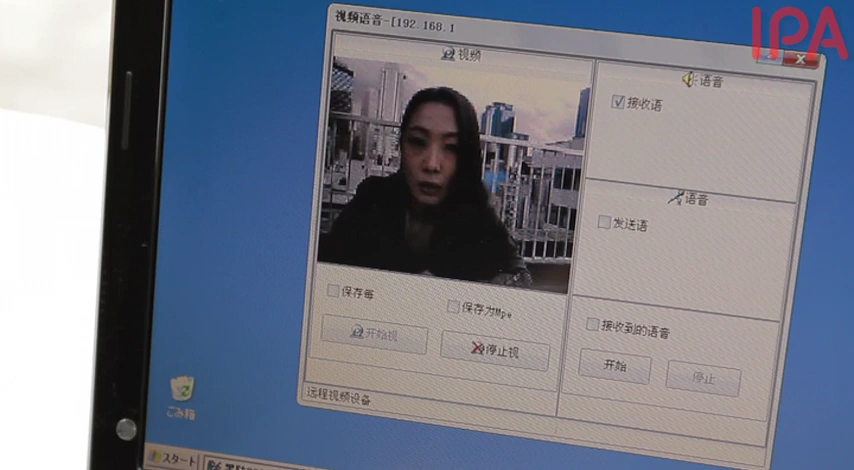 IPA
视频语音-[192.168.1
视频
语音
接收语
语音
发送语
保存每
保存为Mpg
接收到的语音
开始视
停止视
开始
停止
远程视频设备
ごみ箱
スタート